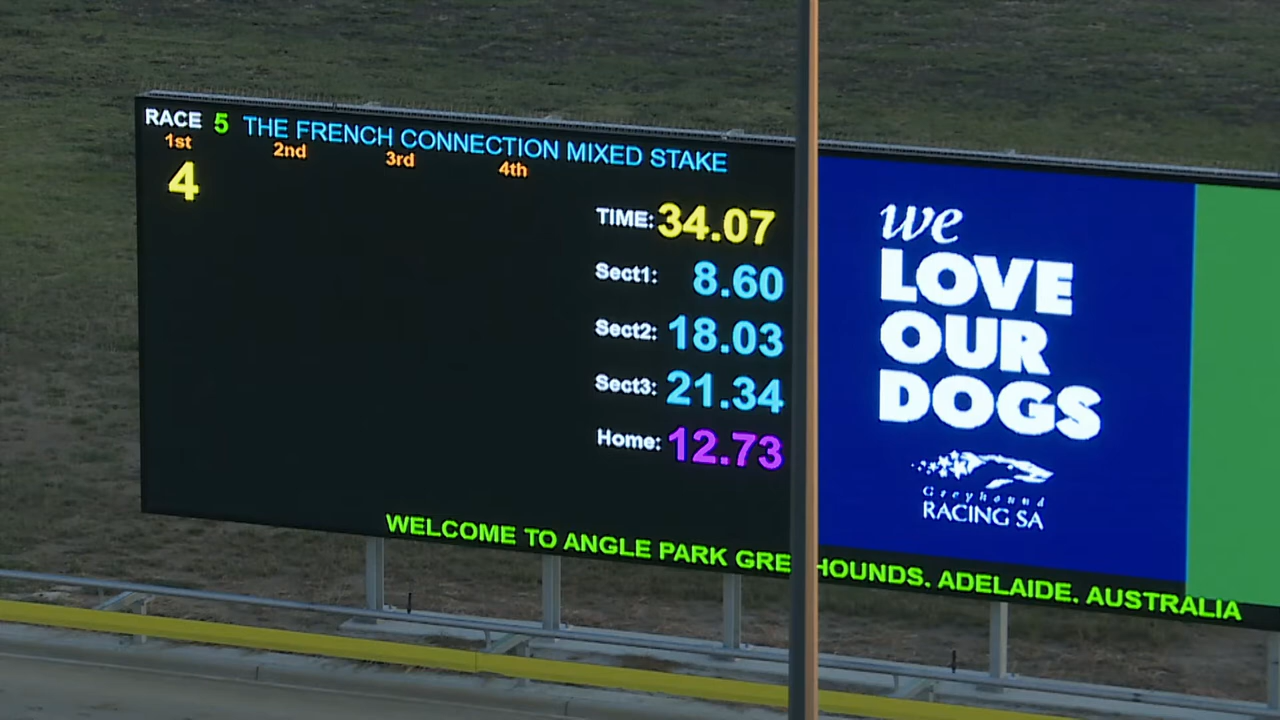 RACE 5 THE FRENCH CONNECTION MIXED STAKE
1st 2nd 3rd 4th
4
TIME: 34.07
Sect1: 8.60
Sect2: 18.03
Sect3: 21.34
Home: 12.73
we
LOVE
OUR
DOGS
Greyhound
RACING SA
WELCOME TO ANGLE PARK GRE HOUNDS. ADELAIDE. AUSTRALIA